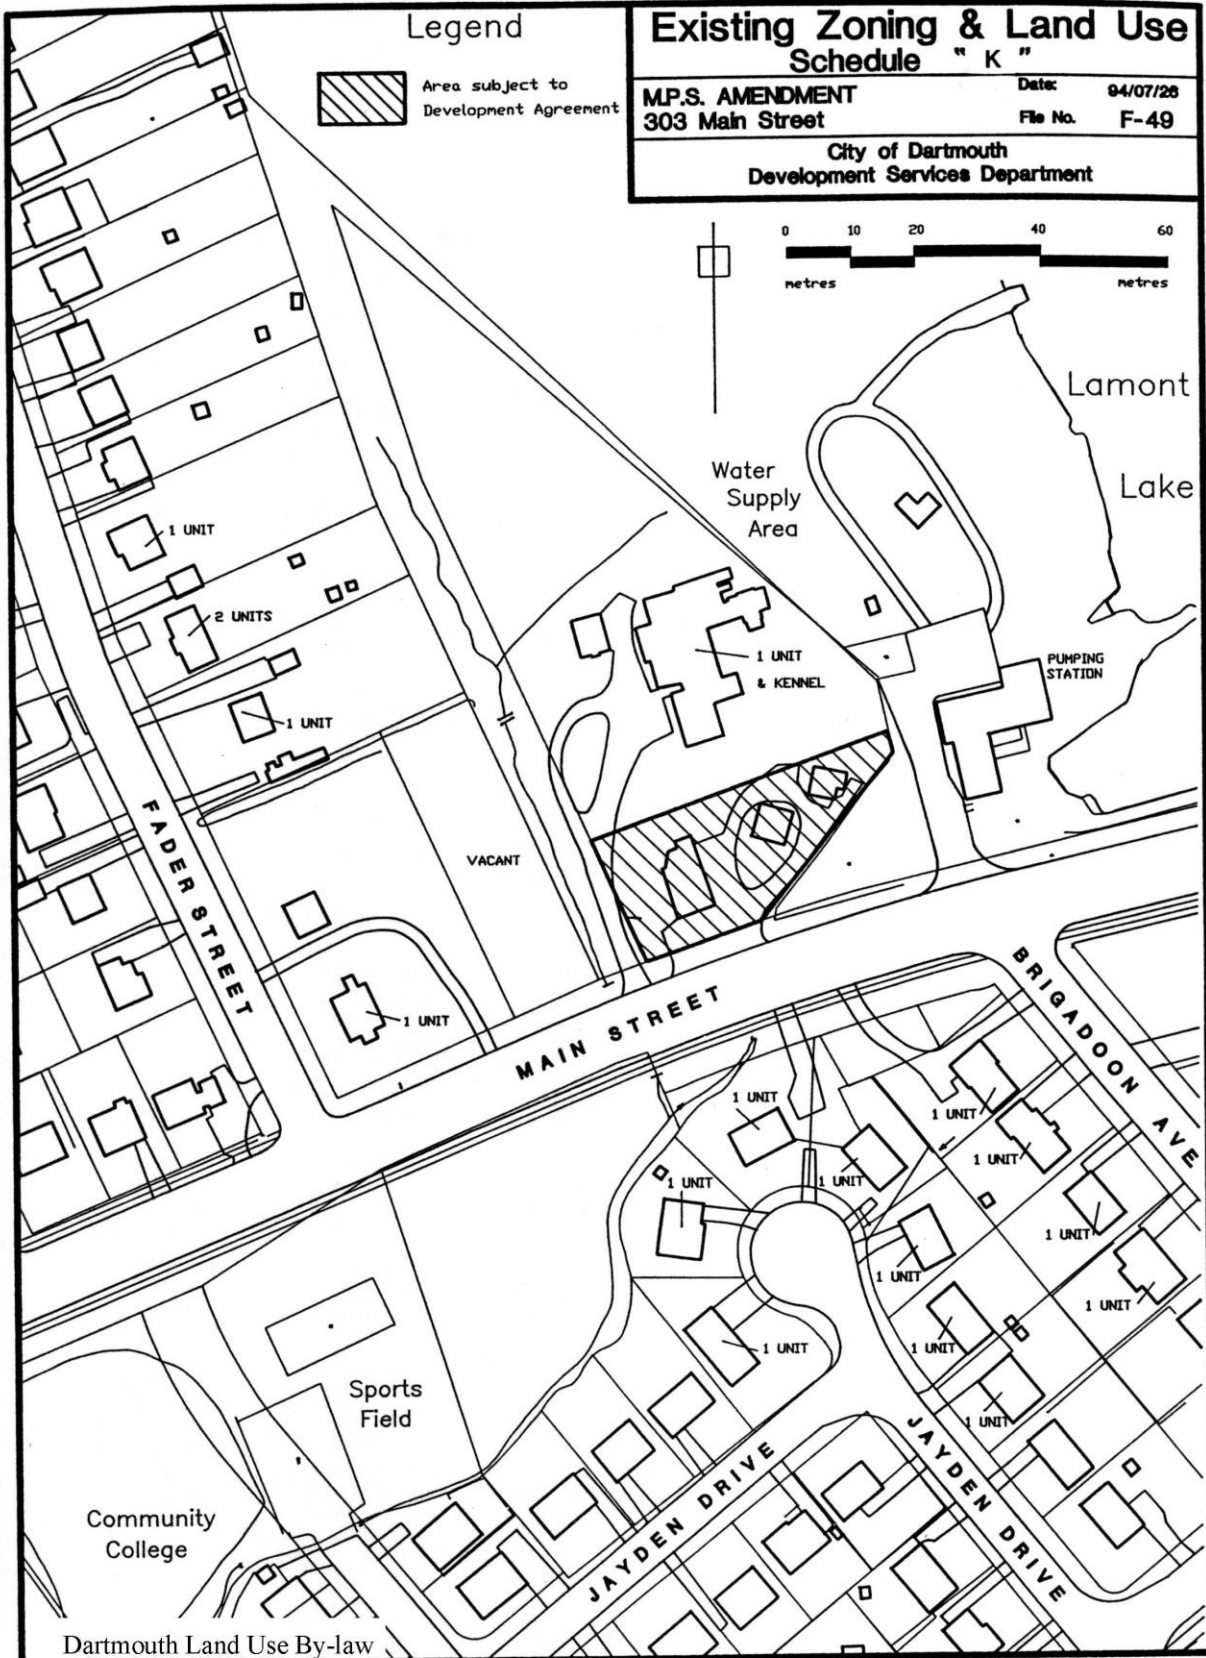 Legend
Area subject to
Development Agreement
Existing Zoning & Land Use
Schedule " K "
M.P.S. AMENDMENT
303 Main Street
Date: 94/07/26
File No. F-49
City of Dartmouth
Development Services Department
0 10 20 40 60
metres metres
Lamont
Lake
Water
Supply
Area
1 UNIT
2 UNITS
1 UNIT
& KENNEL
PUMPING
STATION
1 UNIT
FADER STREET
VACANT
1 UNIT
MAIN STREET
BRIGADOON AVE
1 UNIT
1 UNIT
1 UNIT
1 UNIT
1 UNIT
1 UNIT
1 UNIT
1 UNIT
1 UNIT
1 UNIT
1 UNIT
Sports
Field
1 UNIT
JAYDEN DRIVE
JAYDEN DRIVE
Community
College
Dartmouth Land Use By-law